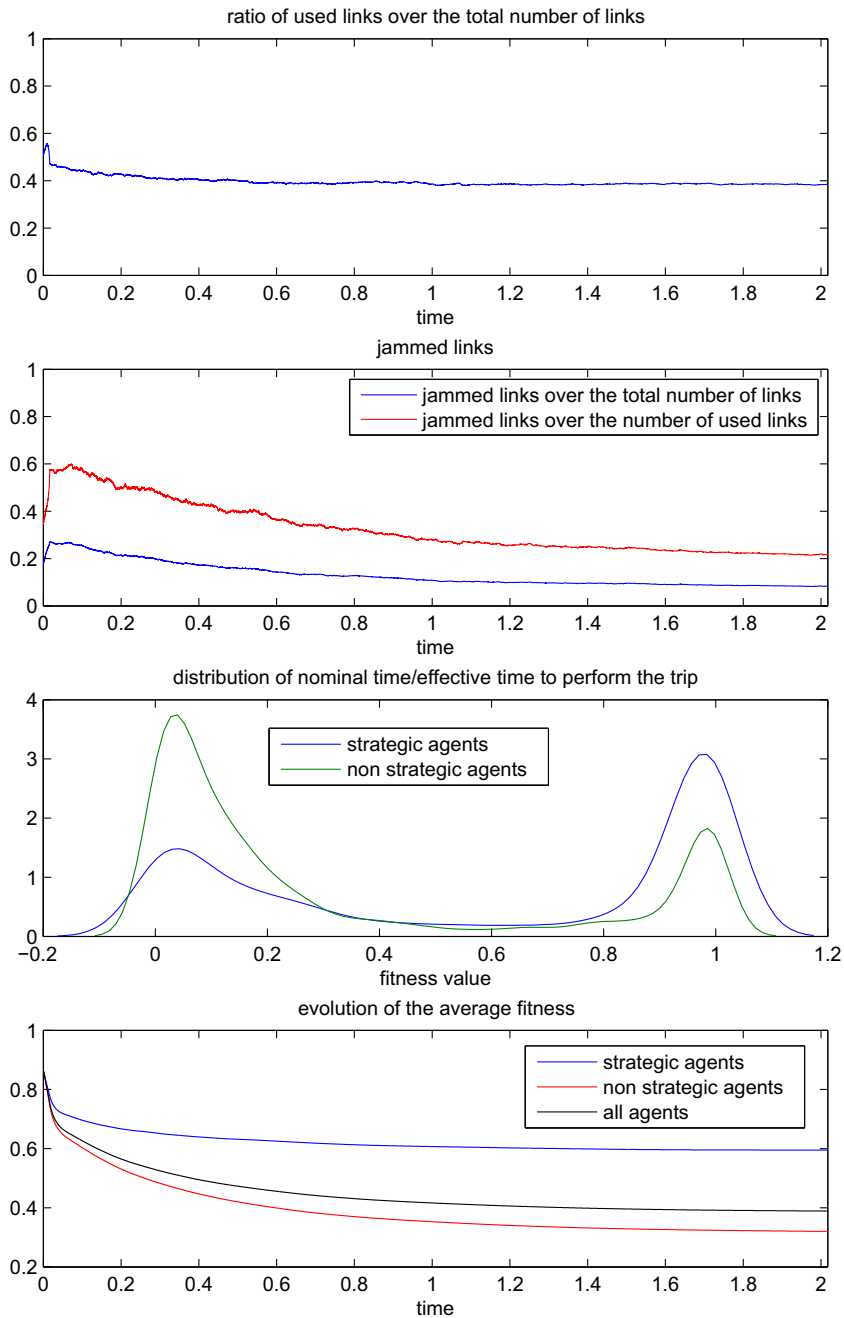 ratio of used links over the total number of links
1
0.8
0.6
0.4
0.2
0
0 0.2 0.4 0.6 0.8 1 1.2 1.4 1.6 1.8 2
time
jammed links
1
0.8
0.6
0.4
0.2
0
jammed links over the total number of links
jammed links over the number of used links
0 0.2 0.4 0.6 0.8 1 1.2 1.4 1.6 1.8 2
time
distribution of nominal time/effective time to perform the trip
4
3
2
1
0
strategic agents
non strategic agents
−0.2 0 0.2 0.4 0.6 0.8 1 1.2
fitness value
evolution of the average fitness
1
0.8
0.6
0.4
0.2
strategic agents
non strategic agents
all agents
0 0.2 0.4 0.6 0.8 1 1.2 1.4 1.6 1.8 2
time